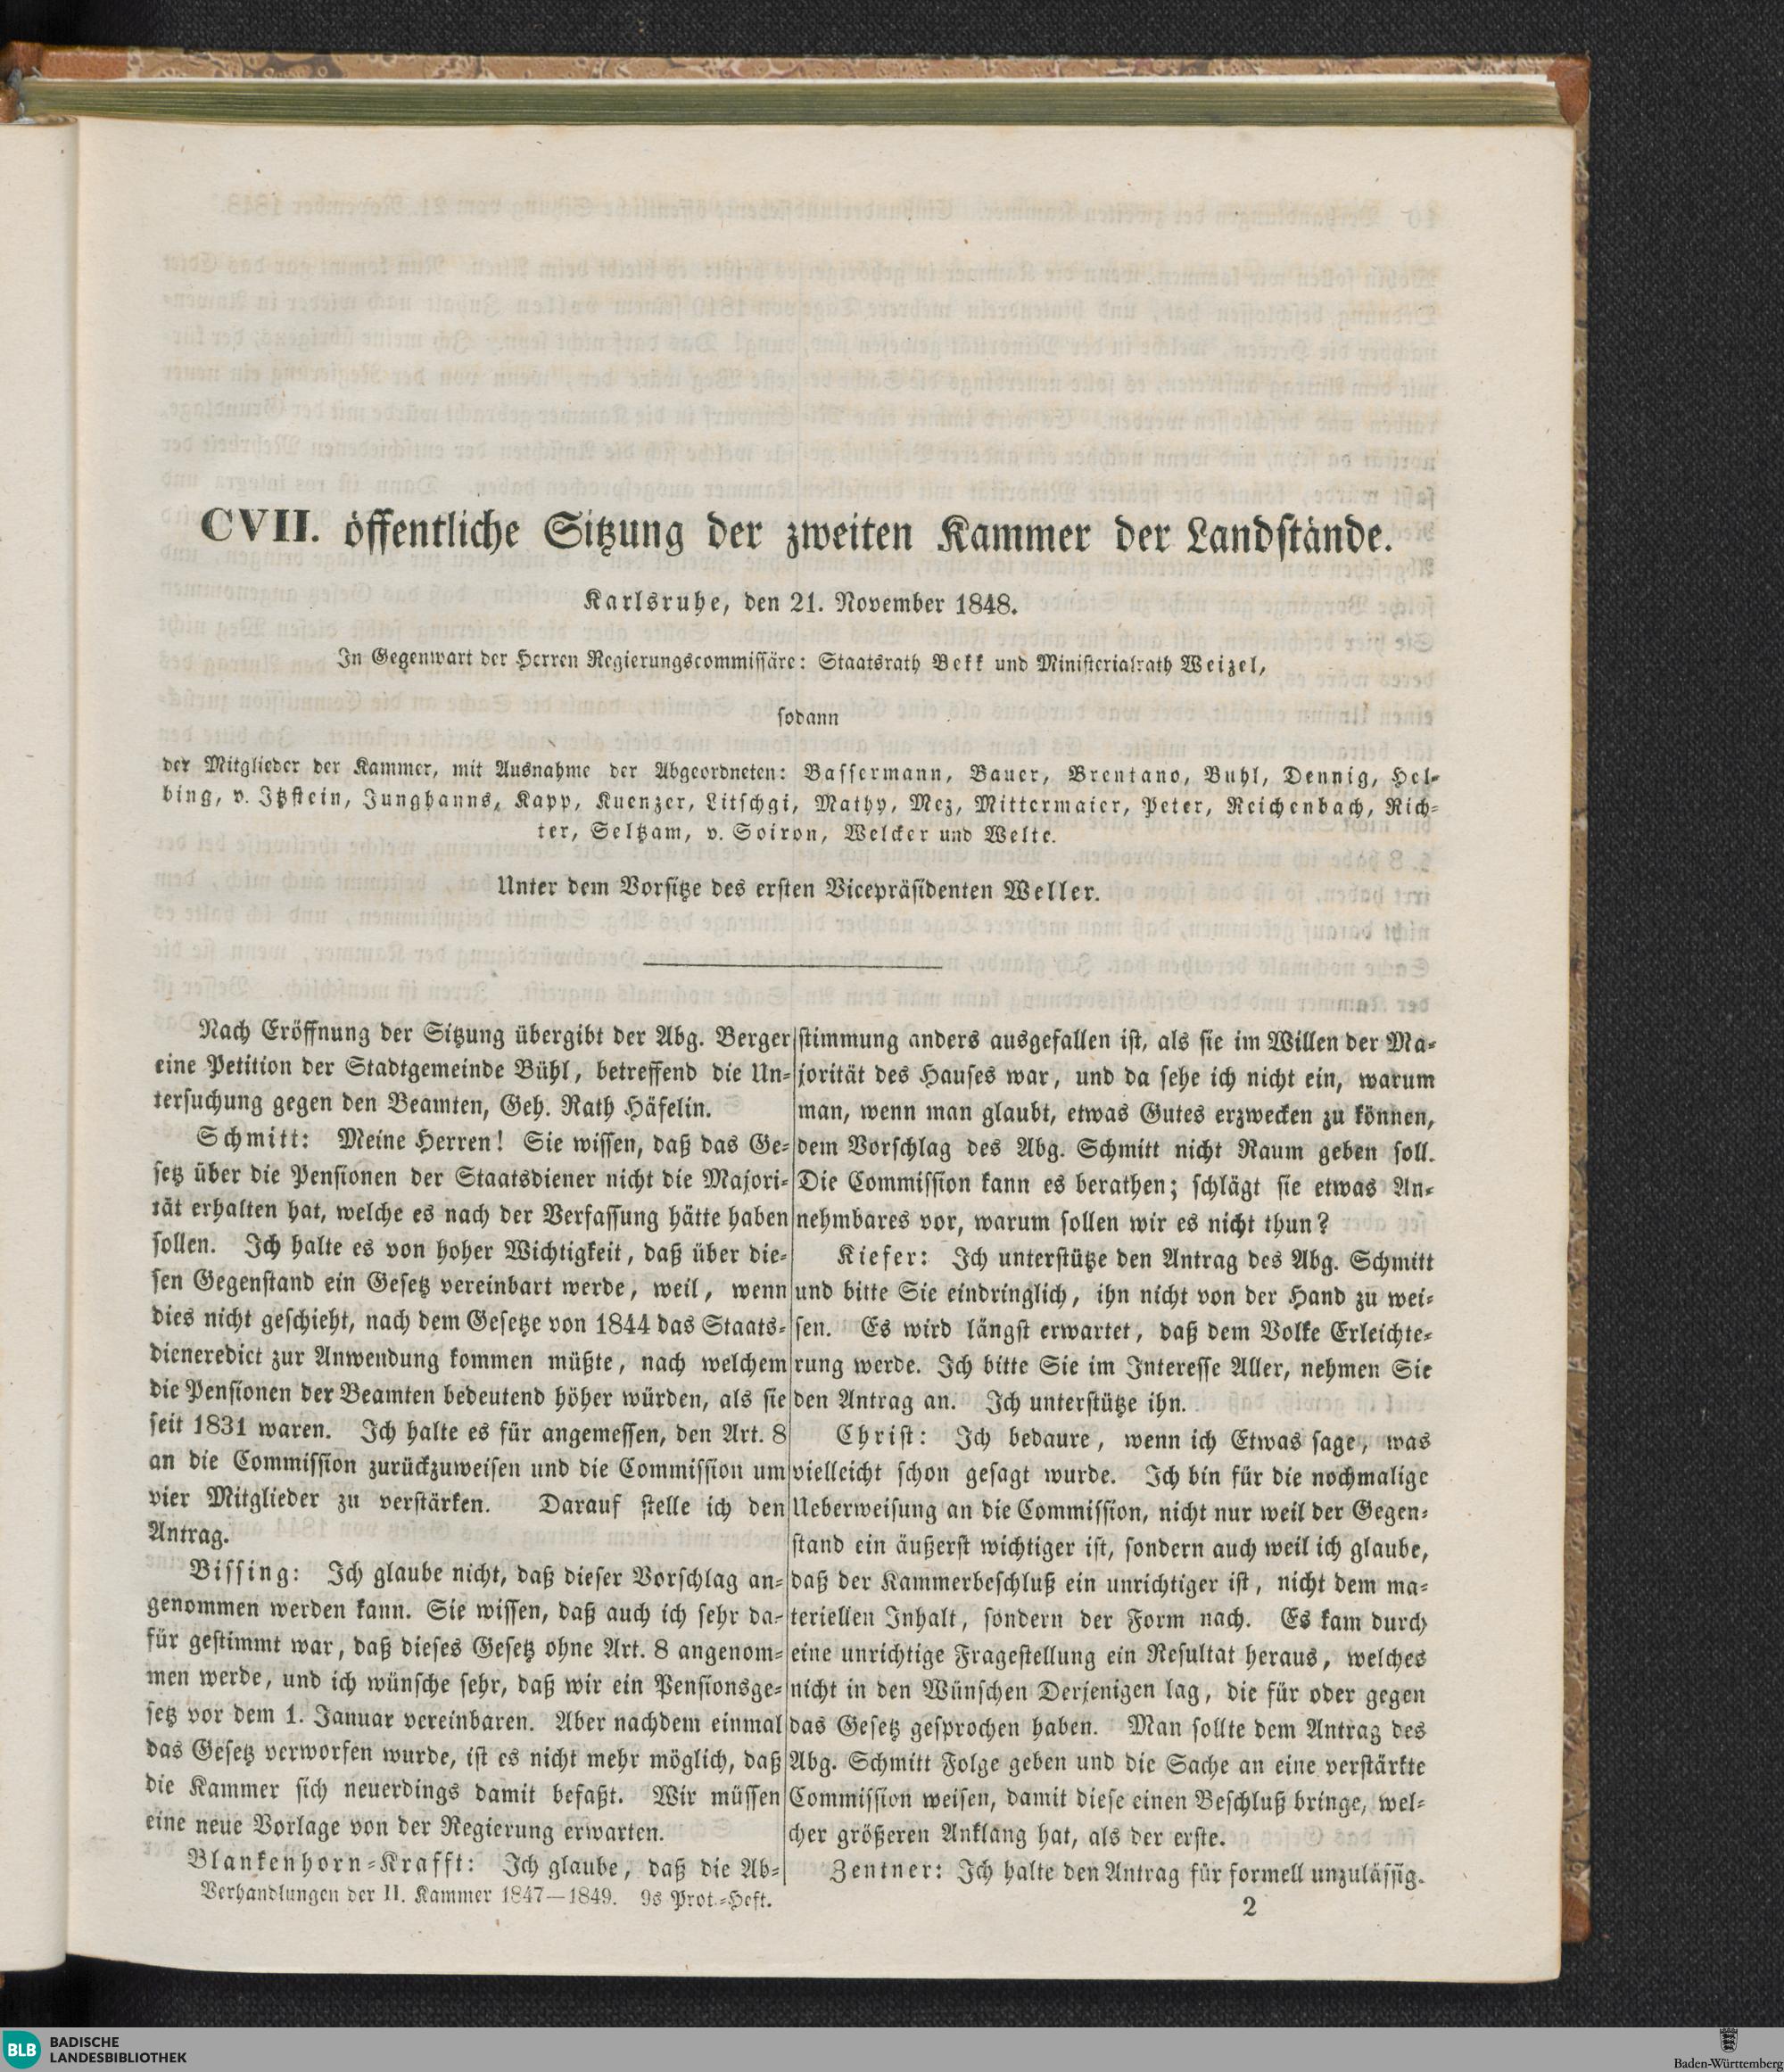 CVII. öffentliche Sitzung der zweiten Kammer der Landstände.
Karlsruhe, den 21. November 1848.
In Gegenwart der Herren Regierungscommissäre: Staatsrath Bekk und Ministerialrath Weizel,
sodann
der Mitglieder der Kammer, mit Ausnahme der Abgeordneten: Bassermann, Bauer, Brentano, Buhl, Dennig, Hel-
bing, v. Itzstein, Junghanns, Kapp, Kuenzer, Litschgi, Mathy, Mez, Mittermaier, Peter, Reichenbach, Rich-
ter, Seltzam, v. Soiron, Welcker und Welte.
Unter dem Vorsitze des ersten Vicepräsidenten Weller.
Nach Eröffnung der Sitzung übergibt der Abg. Berger
eine Petition der Stadtgemeinde Bühl, betreffend die Un-
tersuchung gegen den Beamten, Geh. Rath Häfelin.
Schmitt: Meine Herren! Sie wissen, daß das Ge-
setz über die Pensionen der Staatsdiener nicht die Majori-
tät erhalten hat, welche es nach der Verfassung hätte haben
sollen. Ich halte es von hoher Wichtigkeit, daß über die-
sen Gegenstand ein Gesetz vereinbart werde, weil, wenn
dies nicht geschieht, nach dem Gesetze von 1844 das Staats-
dieneredict zur Anwendung kommen müßte, nach welchem
die Pensionen der Beamten bedeutend höher würden, als sie
seit 1831 waren. Ich halte es für angemessen, den Art. 8
an die Commission zurückzuweisen und die Commission um
vier Mitglieder zu verstärken. Darauf stelle ich den
Antrag.
Bissing: Ich glaube nicht, daß dieser Vorschlag an-
genommen werden kann. Sie wissen, daß auch ich sehr da-
für gestimmt war, daß dieses Gesetz ohne Art. 8 angenom-
men werde, und ich wünsche sehr, daß wir ein Pensionsge-
setz vor dem 1. Januar vereinbaren. Aber nachdem einmal
das Gesetz verworfen wurde, ist es nicht mehr möglich, daß
die Kammer sich neuerdings damit befaßt. Wir müssen
eine neue Vorlage von der Regierung erwarten.
Blankenhorn-Krafft: Ich glaube, daß die Ab-
Verhandlungen der II. Kammer 1847—1849. 9s Prot.-Heft.
stimmung anders ausgefallen ist, als sie im Willen der Ma-
jorität des Hauses war, und da sehe ich nicht ein, warum
man, wenn man glaubt, etwas Gutes erzwecken zu können,
dem Vorschlag des Abg. Schmitt nicht Raum geben soll.
Die Commission kann es berathen; schlägt sie etwas An-
nehmbares vor, warum sollen wir es nicht thun?
Kiefer: Ich unterstütze den Antrag des Abg. Schmitt
und bitte Sie eindringlich, ihn nicht von der Hand zu wei-
sen. Es wird längst erwartet, daß dem Volke Erleichte-
rung werde. Ich bitte Sie im Interesse Aller, nehmen Sie
den Antrag an. Ich unterstütze ihn.
Christ: Ich bedaure, wenn ich Etwas sage, was
vielleicht schon gesagt wurde. Ich bin für die nochmalige
Ueberweisung an die Commission, nicht nur weil der Gegen-
stand ein äußerst wichtiger ist, sondern auch weil ich glaube,
daß der Kammerbeschluß ein unrichtiger ist, nicht dem ma-
teriellen Inhalt, sondern der Form nach. Es kam durch
eine unrichtige Fragestellung ein Resultat heraus, welches
nicht in den Wünschen Derjenigen lag, die für oder gegen
das Gesetz gesprochen haben. Man sollte dem Antrag des
Abg. Schmitt Folge geben und die Sache an eine verstärkte
Commission weisen, damit diese einen Beschluß bringe, wel-
cher größeren Anklang hat, als der erste.
Zentner: Ich halte den Antrag für formell unzulässig.
2
BLB BADISCHE
LANDESBIBLIOTHEK
Baden-Württemberg